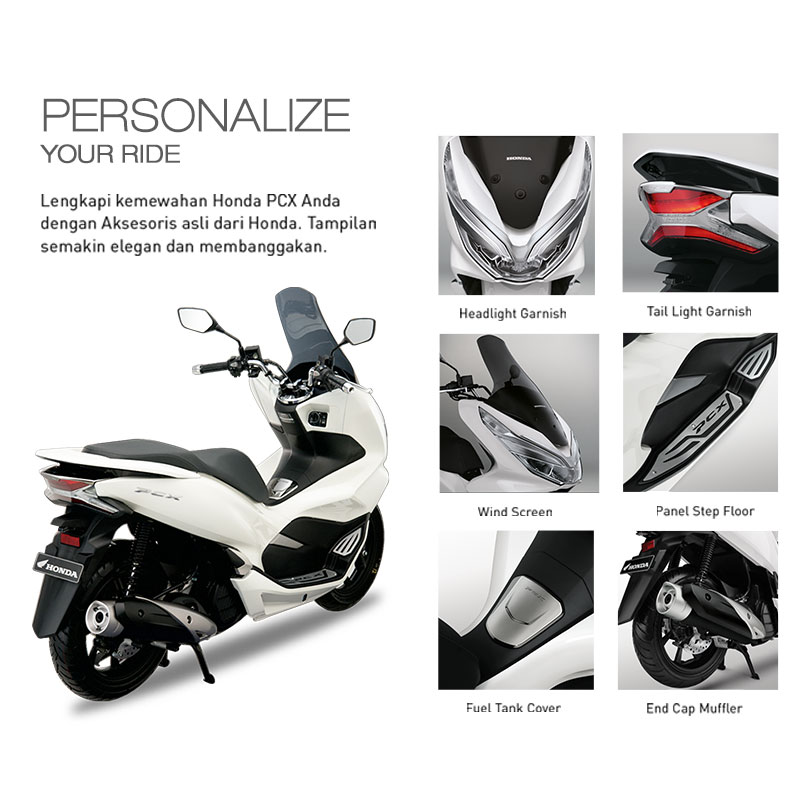 PERSONALIZE
YOUR RIDE
Lengkapi kemewahan Honda PCX Anda
dengan Aksesoris asli dari Honda. Tampilan
semakin elegan dan membanggakan.
PCX
HONDA
HONDA
Headlight Garnish
Tail Light Garnish
PCX
Wind Screen
Panel Step Floor
Fuel Tank Cover
End Cap Muffler